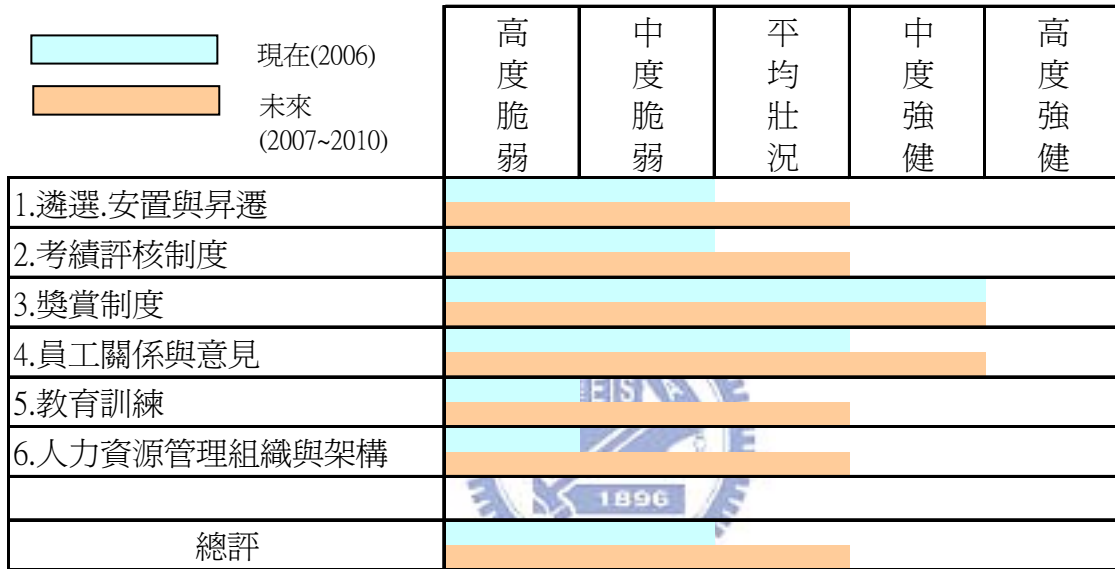 現在(2006)
未來
(2007~2010)
高度脆弱
中度脆弱
平均壯況
中度強健
高度強健
1.遴選.安置與昇遷
2.考績評核制度
3.獎賞制度
4.員工關係與意見
5.教育訓練
6.人力資源管理組織與架構
1896
總評